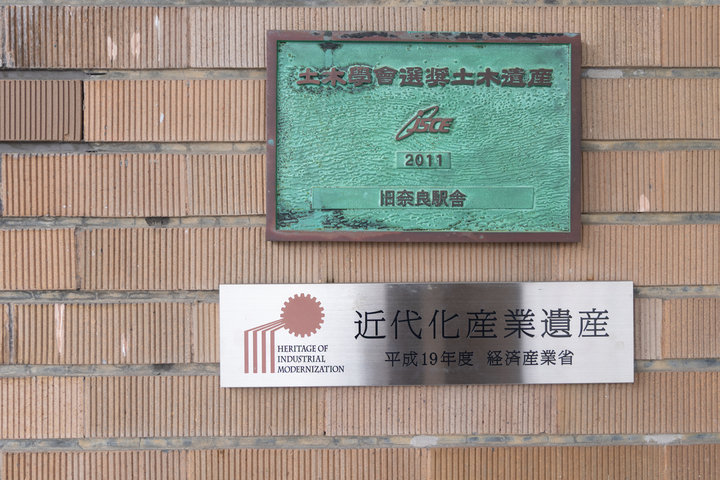 土木學會選奨土木遺産
JSCE
2011
旧奈良駅舎
近代化産業遺産
平成19年度 経済産業省
HERITAGE OF
INDUSTRIAL
MODERNIZATION